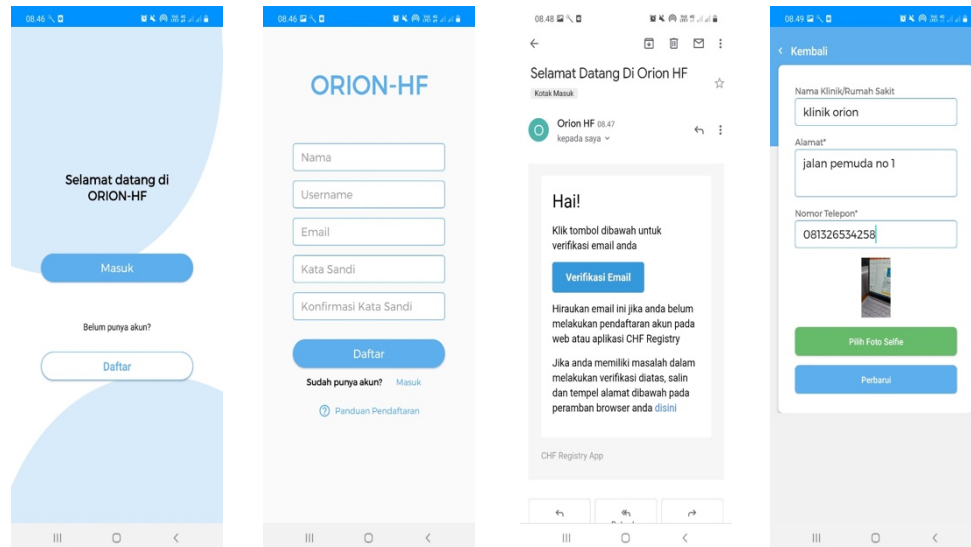 08.46
Selamat datang di
ORION-HF
Masuk
Belum punya akun?
Daftar
08.46
ORION-HF
Nama
Username
Email
Kata Sandi
Konfirmasi Kata Sandi
Daftar
Sudah punya akun? Masuk
? Panduan Pendaftaran
08.48
Selamat Datang Di Orion HF
Kotak Masuk
O
Orion HF 08.47
kepada saya
Hai!
Klik tombol dibawah untuk
verifikasi email anda
Verifikasi Email
Hiraukan email ini jika anda belum
melakukan pendaftaran akun pada
web atau aplikasi CHF Registry
Jika anda memiliki masalah dalam
melakukan verifikasi diatas, salin
dan tempel alamat dibawah pada
peramban browser anda disini
CHF Registry App
08.49
Kembali
Nama Klinik/Rumah Sakit
klinik orion
Alamat*
jalan pemuda no 1
Nomor Telepon*
081326534258
Pilih Foto Selfie
Perbarui